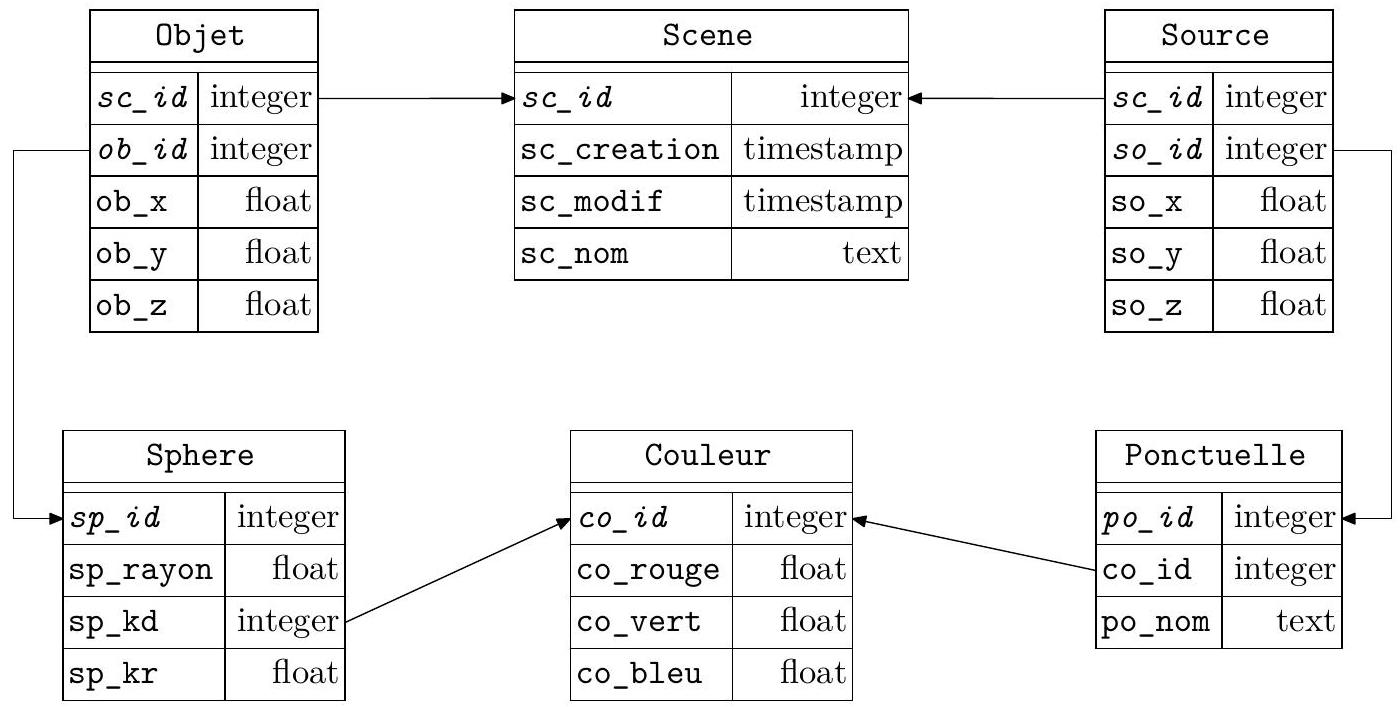 Objet
sc_id integer
ob_id integer
ob_x float
ob_y float
ob_z float
Scene
sc_id integer
sc_creation timestamp
sc_modif timestamp
sc_nom text
Source
sc_id integer
so_id integer
so_x float
so_y float
so_z float
Sphere
sp_id integer
sp_rayon float
sp_kd integer
sp_kr float
Couleur
co_id integer
co_rouge float
co_vert float
co_bleu float
Ponctuelle
po_id integer
co_id integer
po_nom text